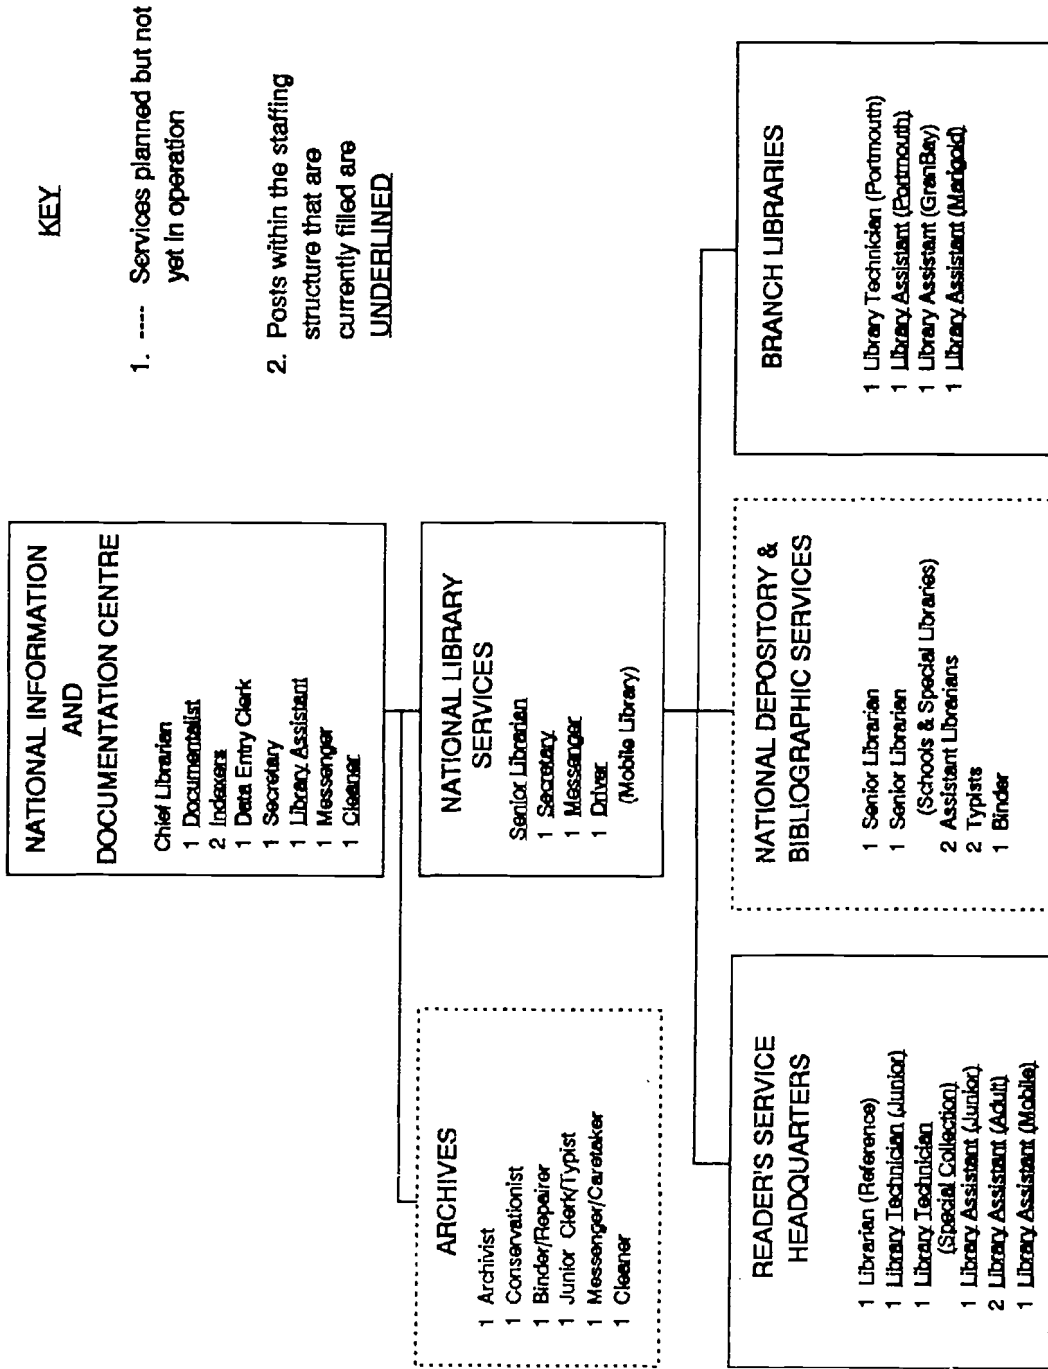 KEY
1. ---- Services planned but not
yet in operation
2. Posts within the staffing
structure that are
currently filled are
UNDERLINED
NATIONAL INFORMATION
AND
DOCUMENTATION CENTRE
Chief Librarian
1 Documentalist
2 Indexers
1 Data Entry Clerk
1 Secretary
1 Library Assistant
1 Messenger
1 Cleaner
ARCHIVES
1 Archivist
1 Conservationist
1 Binder/Repairer
1 Junior Clerk/Typist
1 Messenger/Caretaker
1 Cleaner
NATIONAL LIBRARY
SERVICES
Senior Librarian
1 Secretary
1 Messenger
1 Driver
(Mobile Library)
READER'S SERVICE
HEADQUARTERS
1 Librarian (Reference)
1 Library Technician (Junior)
1 Library Technician
(Special Collection)
1 Library Assistant (Junior)
2 Library Assistant (Adult)
1 Library Assistant (Mobile)
NATIONAL DEPOSITORY &
BIBLIOGRAPHIC SERVICES
1 Senior Librarian
1 Senior Librarian
(Schools & Special Libraries)
2 Assistant Librarians
2 Typists
1 Binder
BRANCH LIBRARIES
1 Library Technician (Portmouth)
1 Library Assistant (Portmouth)
1 Library Assistant (GranBay)
1 Library Assistant (Marigold)